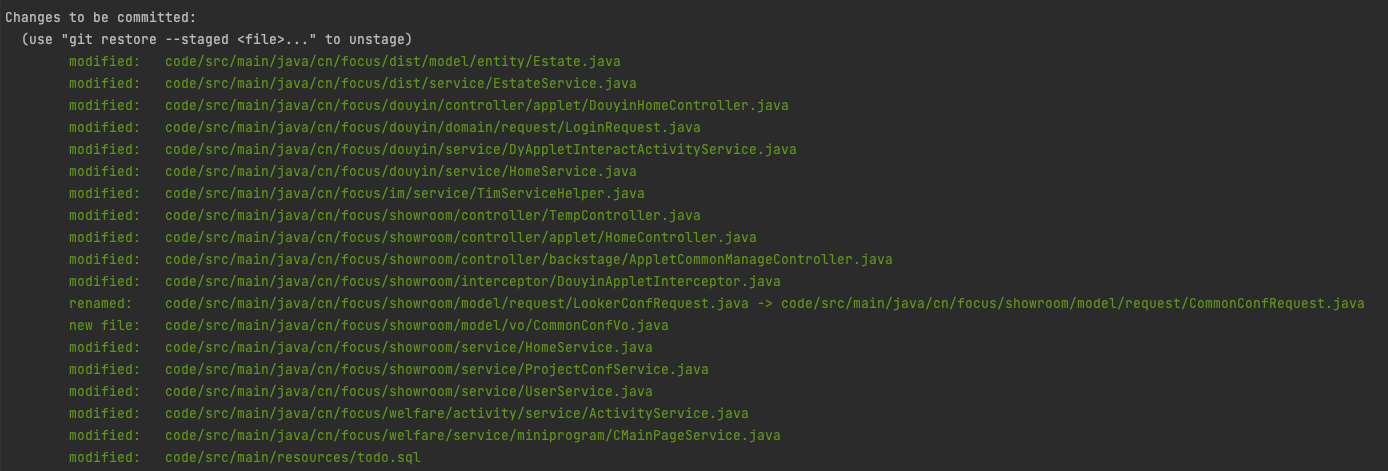 Changes to be committed:
  (use "git restore --staged <file>..." to unstage)
        modified:   code/src/main/java/cn/focus/dist/model/entity/Estate.java
        modified:   code/src/main/java/cn/focus/dist/service/EstateService.java
        modified:   code/src/main/java/cn/focus/douyin/controller/applet/DouyinHomeController.java
        modified:   code/src/main/java/cn/focus/douyin/domain/request/LoginRequest.java
        modified:   code/src/main/java/cn/focus/douyin/service/DyAppletInteractActivityService.java
        modified:   code/src/main/java/cn/focus/douyin/service/HomeService.java
        modified:   code/src/main/java/cn/focus/im/service/TimServiceHelper.java
        modified:   code/src/main/java/cn/focus/showroom/controller/TempController.java
        modified:   code/src/main/java/cn/focus/showroom/controller/applet/HomeController.java
        modified:   code/src/main/java/cn/focus/showroom/controller/backstage/AppletCommonManageController.java
        modified:   code/src/main/java/cn/focus/showroom/interceptor/DouyinAppletInterceptor.java
        renamed:    code/src/main/java/cn/focus/showroom/model/request/LookerConfRequest.java -> code/src/main/java/cn/focus/showroom/model/request/CommonConfRequest.java
        new file:   code/src/main/java/cn/focus/showroom/model/vo/CommonConfVo.java
        modified:   code/src/main/java/cn/focus/showroom/service/HomeService.java
        modified:   code/src/main/java/cn/focus/showroom/service/ProjectConfService.java
        modified:   code/src/main/java/cn/focus/showroom/service/UserService.java
        modified:   code/src/main/java/cn/focus/welfare/activity/service/ActivityService.java
        modified:   code/src/main/java/cn/focus/welfare/service/miniprogram/CMainPageService.java
        modified:   code/src/main/resources/todo.sql